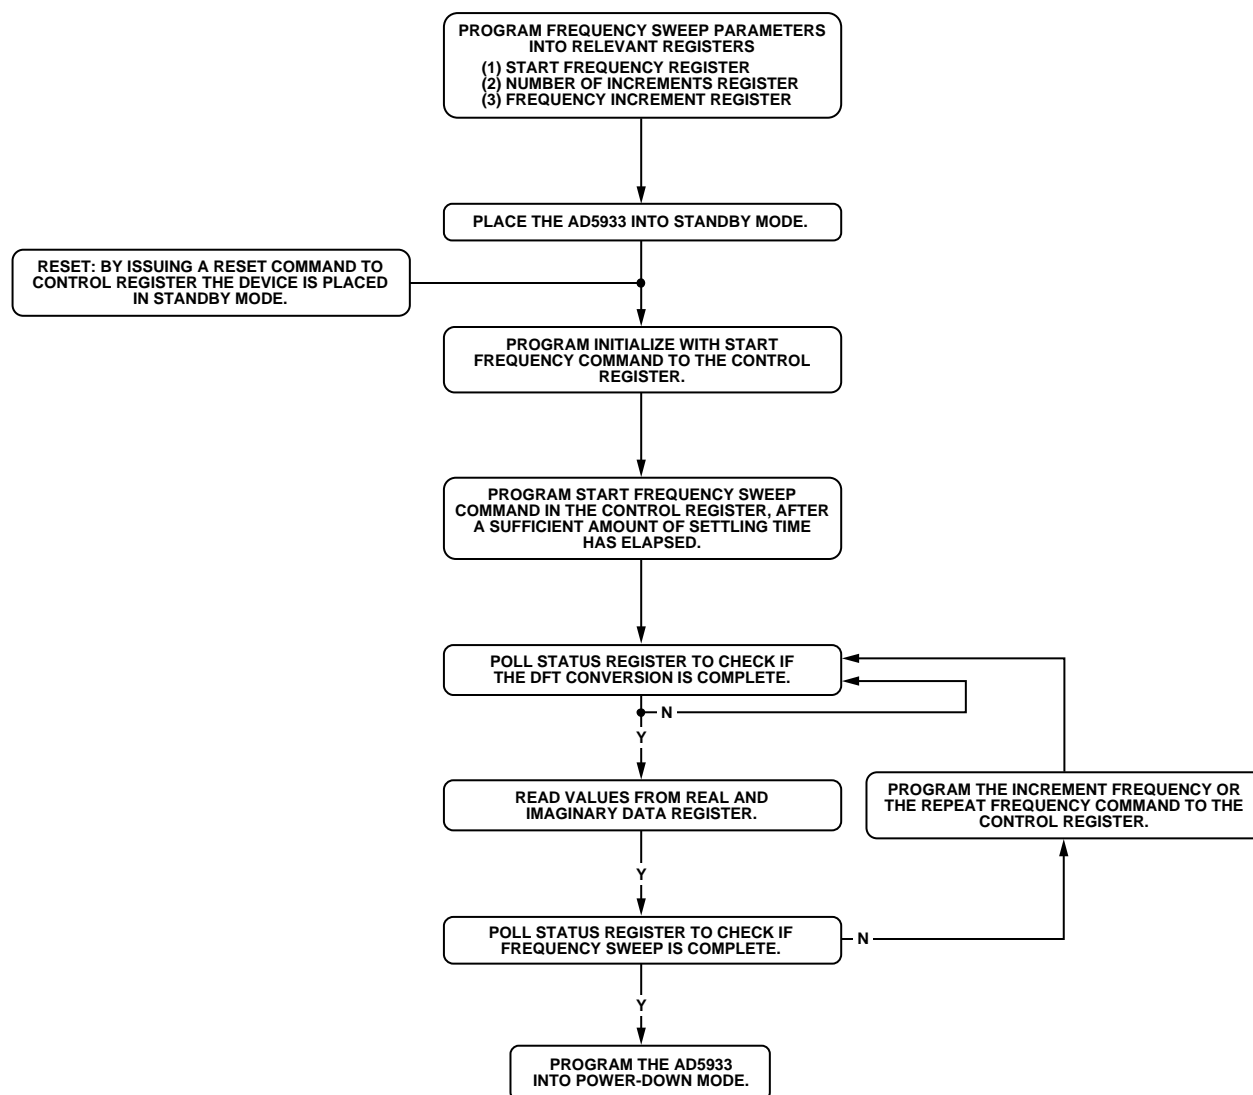 PROGRAM FREQUENCY SWEEP PARAMETERS
INTO RELEVANT REGISTERS
(1) START FREQUENCY REGISTER
(2) NUMBER OF INCREMENTS REGISTER
(3) FREQUENCY INCREMENT REGISTER
PLACE THE AD5933 INTO STANDBY MODE.
RESET: BY ISSUING A RESET COMMAND TO
CONTROL REGISTER THE DEVICE IS PLACED
IN STANDBY MODE.
PROGRAM INITIALIZE WITH START
FREQUENCY COMMAND TO THE CONTROL
REGISTER.
PROGRAM START FREQUENCY SWEEP
COMMAND IN THE CONTROL REGISTER, AFTER
A SUFFICIENT AMOUNT OF SETTLING TIME
HAS ELAPSED.
POLL STATUS REGISTER TO CHECK IF
THE DFT CONVERSION IS COMPLETE.
N
Y
READ VALUES FROM REAL AND
IMAGINARY DATA REGISTER.
PROGRAM THE INCREMENT FREQUENCY OR
THE REPEAT FREQUENCY COMMAND TO THE
CONTROL REGISTER.
Y
POLL STATUS REGISTER TO CHECK IF
FREQUENCY SWEEP IS COMPLETE.
N
Y
PROGRAM THE AD5933
INTO POWER-DOWN MODE.